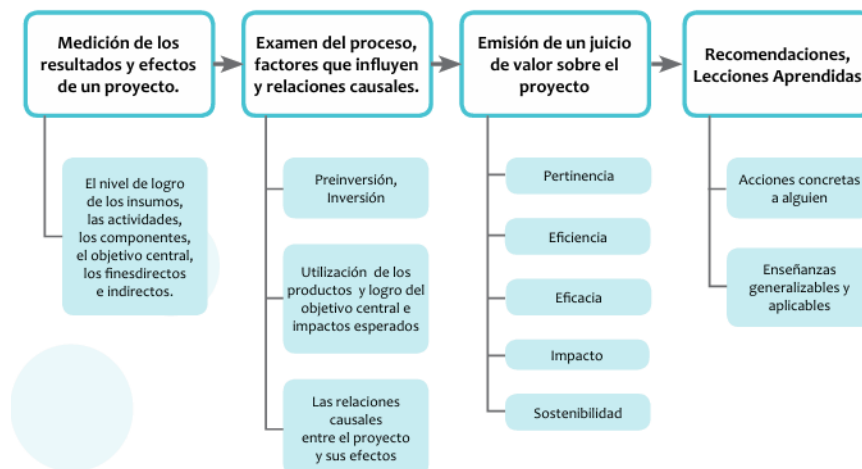 Medición de los
resultados y efectos
de un proyecto.
Examen del proceso,
factores que influyen
y relaciones causales.
Emisión de un juicio
de valor sobre el
proyecto
Recomendaciones,
Lecciones Aprendidas
El nivel de logro
de los insumos,
las actividades,
los componentes,
el objetivo central,
los finesdirectos
e indirectos.
Preinversión,
Inversión
Utilización de los
productos y logro del
objetivo central e
impactos esperados
Las relaciones
causales
entre el proyecto
y sus efectos
Pertinencia
Eficiencia
Eficacia
Impacto
Sostenibilidad
Acciones concretas
a alguien
Enseñanzas
generalizables y
aplicables